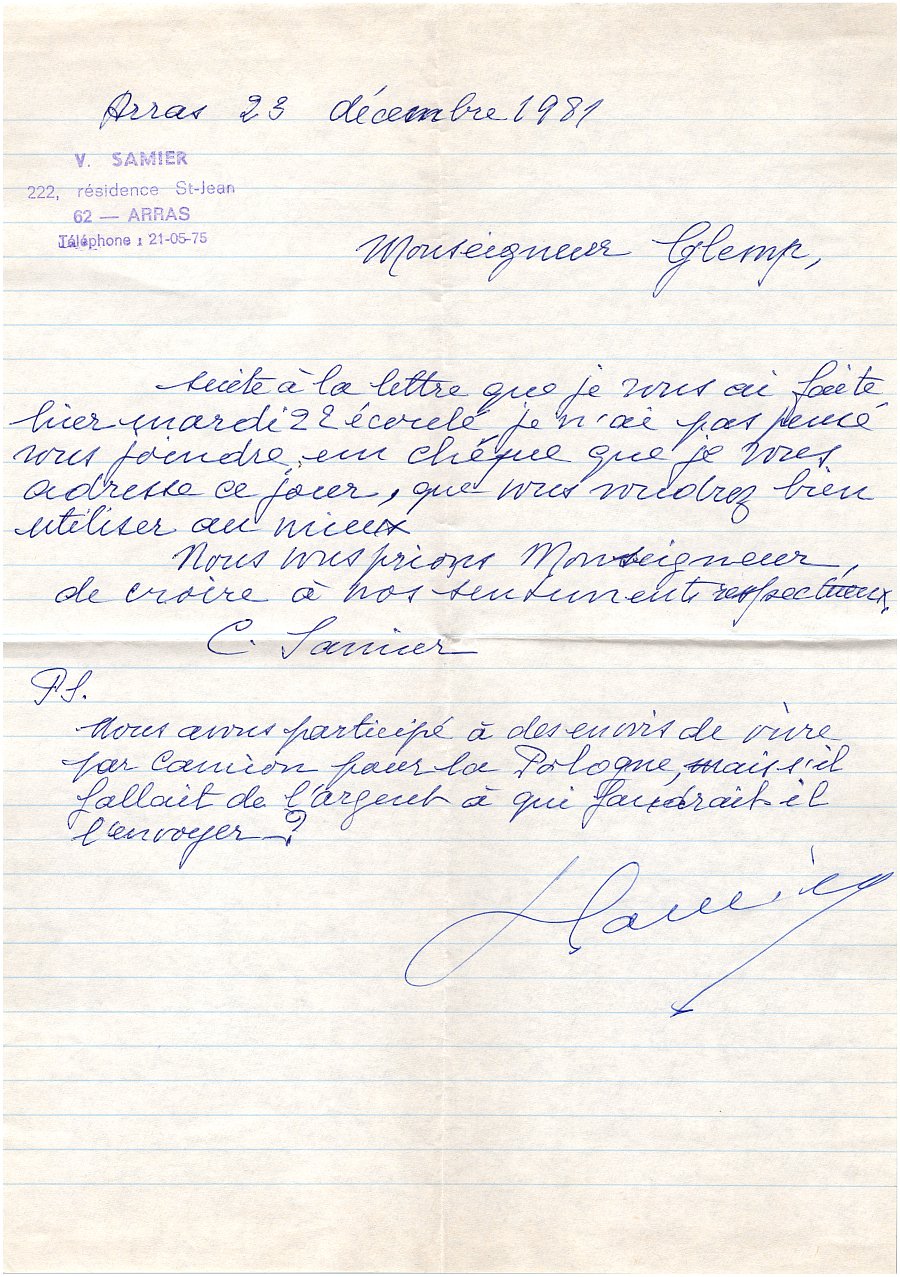 Arras 23 décembre 1981
V. SAMIER
222, résidence St-Jean
62 — ARRAS
Téléphone : 21-05-75
Monseigneur Glemp,
suite à la lettre que je vous ai faite
hier mardi 22 écoulé je n'ai pas pensé
vous joindre un chéque que je vous
adresse ce jour, que vous voudrez bien
utiliser au mieux
Nous vous prions Monseigneur,
de croire à nos sentiments respectueux.
C. Samier
PS.
Nous avons participé à des envois de vivre
par camion pour la Pologne, mais s'il
fallait de l'argent à qui faudrait-il
l'envoyer ?
Samier